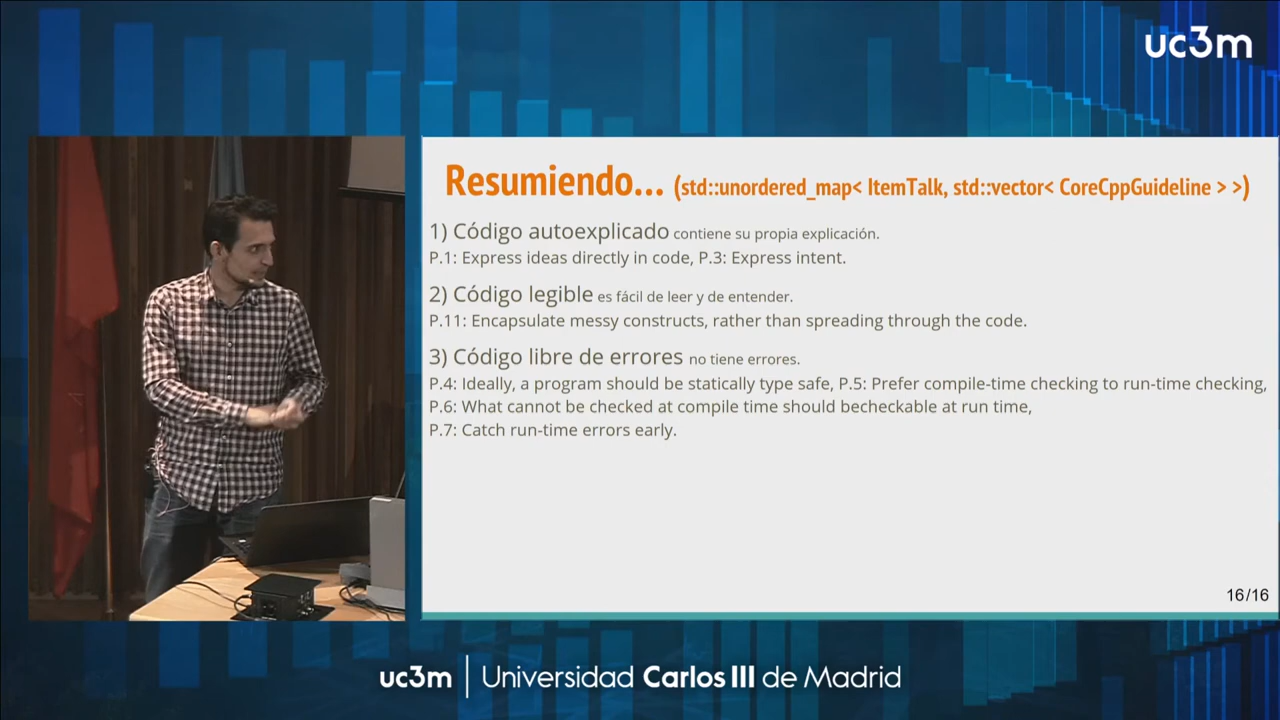 uc3m
Resumiendo... (std::unordered_map< ItemTalk, std::vector< CoreCppGuideline > >)
1) Código autoexplicado contiene su propia explicación.
P.1: Express ideas directly in code, P.3: Express intent.
2) Código legible es fácil de leer y de entender.
P.11: Encapsulate messy constructs, rather than spreading through the code.
3) Código libre de errores no tiene errores.
P.4: Ideally, a program should be statically type safe, P.5: Prefer compile-time checking to run-time checking,
P.6: What cannot be checked at compile time should becheckable at run time,
P.7: Catch run-time errors early.
16/16
uc3m | Universidad Carlos III de Madrid